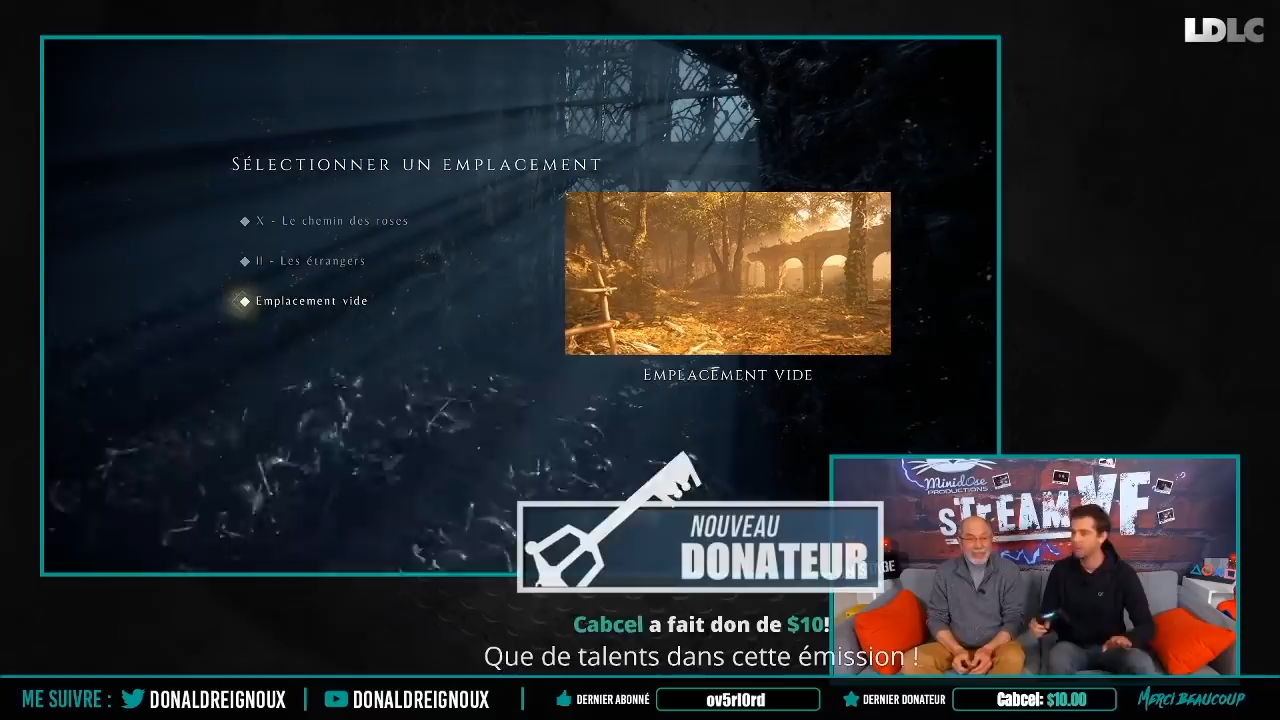 LDLC
SÉLECTIONNER UN EMPLACEMENT
X - Le chemin des roses
II - Les étrangers
Emplacement vide
EMPLACEMENT VIDE
Minidose
PRODUCTIONS
STrEAM VF
NOUVEAU
DONATEUR
Cabcel a fait don de $10!
Que de talents dans cette émission !
ME SUIVRE : DONALDREIGNOUX | DONALDREIGNOUX | DERNIER ABONNÉ ov5rl0rd DERNIER DONATEUR Cabcel: $10.00 MERCI BEAUCOUP